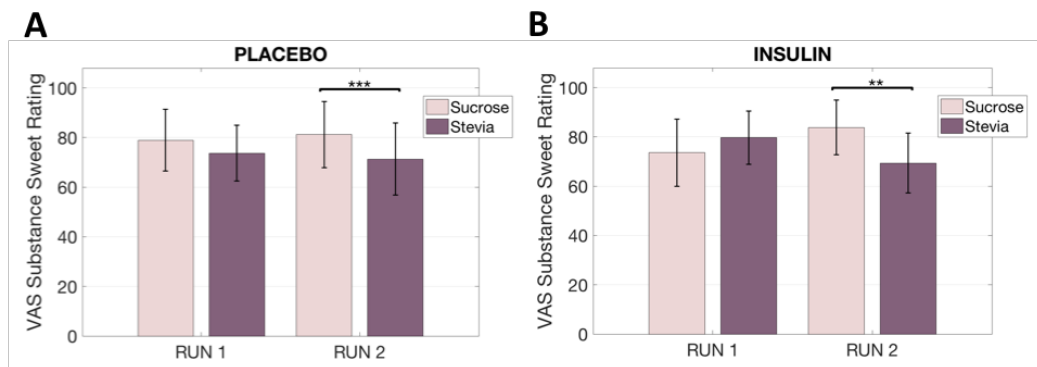 A
PLACEBO
VAS Substance Sweet Rating
100
80
60
40
20
0
***
Sucrose
Stevia
RUN 1
RUN 2
B
INSULIN
VAS Substance Sweet Rating
100
80
60
40
20
0
**
Sucrose
Stevia
RUN 1
RUN 2